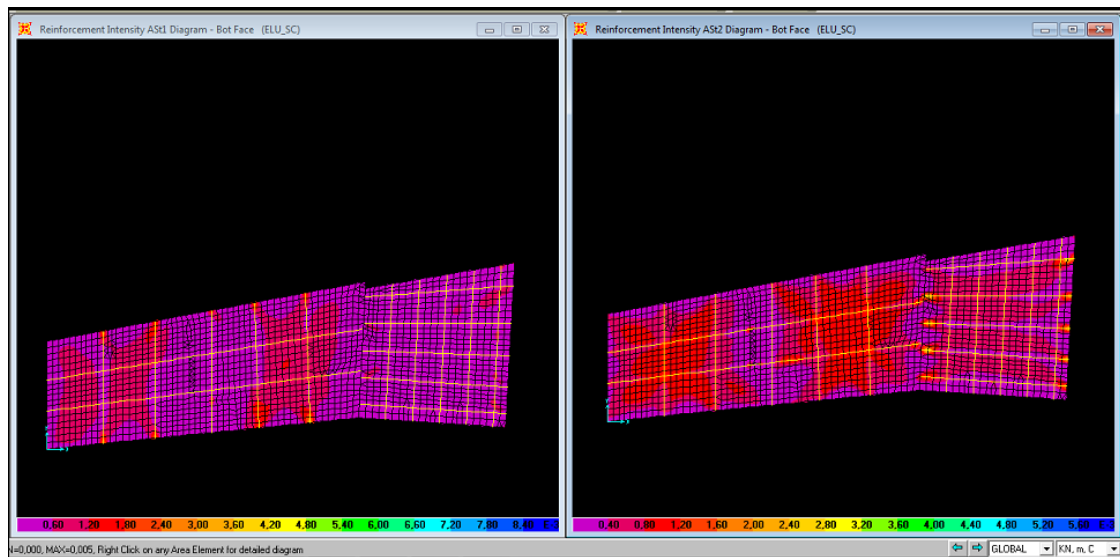 Reinforcement Intensity ASt1 Diagram - Bot Face (ELU_SC)
Reinforcement Intensity ASt2 Diagram - Bot Face (ELU_SC)
0,60 1,20 1,80 2,40 3,00 3,60 4,20 4,80 5,40 6,00 6,60 7,20 7,80 8,40 E-3
0,40 0,80 1,20 1,60 2,00 2,40 2,80 3,20 3,60 4,00 4,40 4,80 5,20 5,60 E-3
N=0,000, MAX=0,005, Right Click on any Area Element for detailed diagram
GLOBAL
KN, m, C